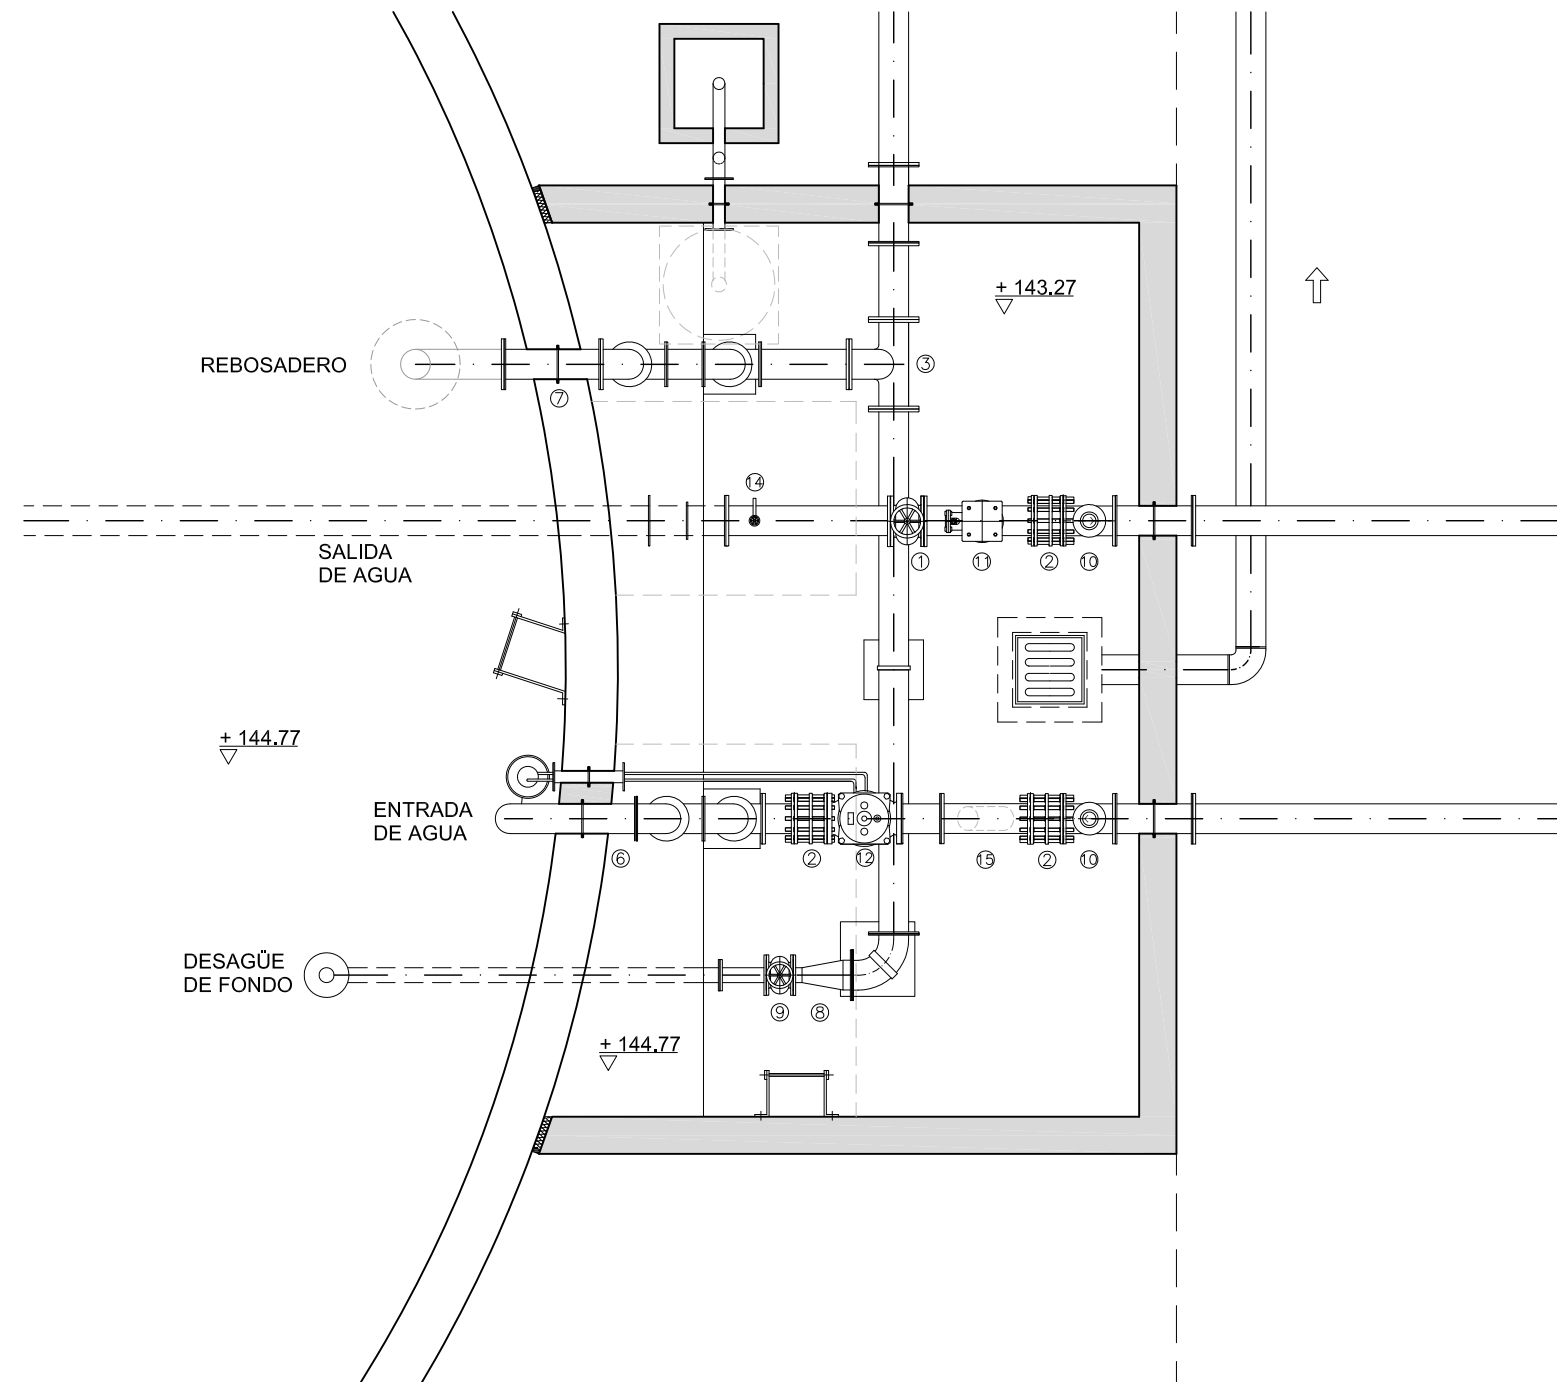 + 143.27
REBOSADERO
3
7
14
SALIDA
DE AGUA
1
11
2
10
+ 144.77
ENTRADA
DE AGUA
6
2
12
15
2
10
DESAGÜE
DE FONDO
9
8
+ 144.77